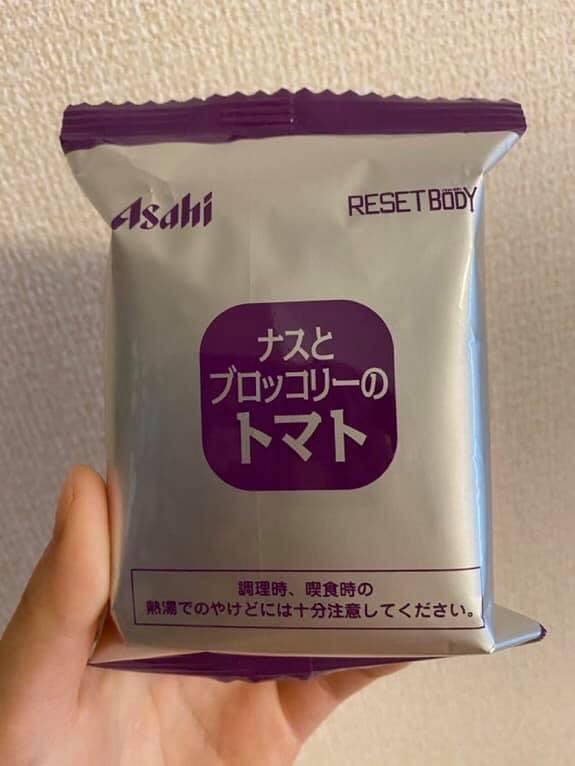 Asahi
RESET BODY
ナスと
ブロッコリーの
トマト
調理時、喫食時の
熱湯でのやけどには十分注意してください。